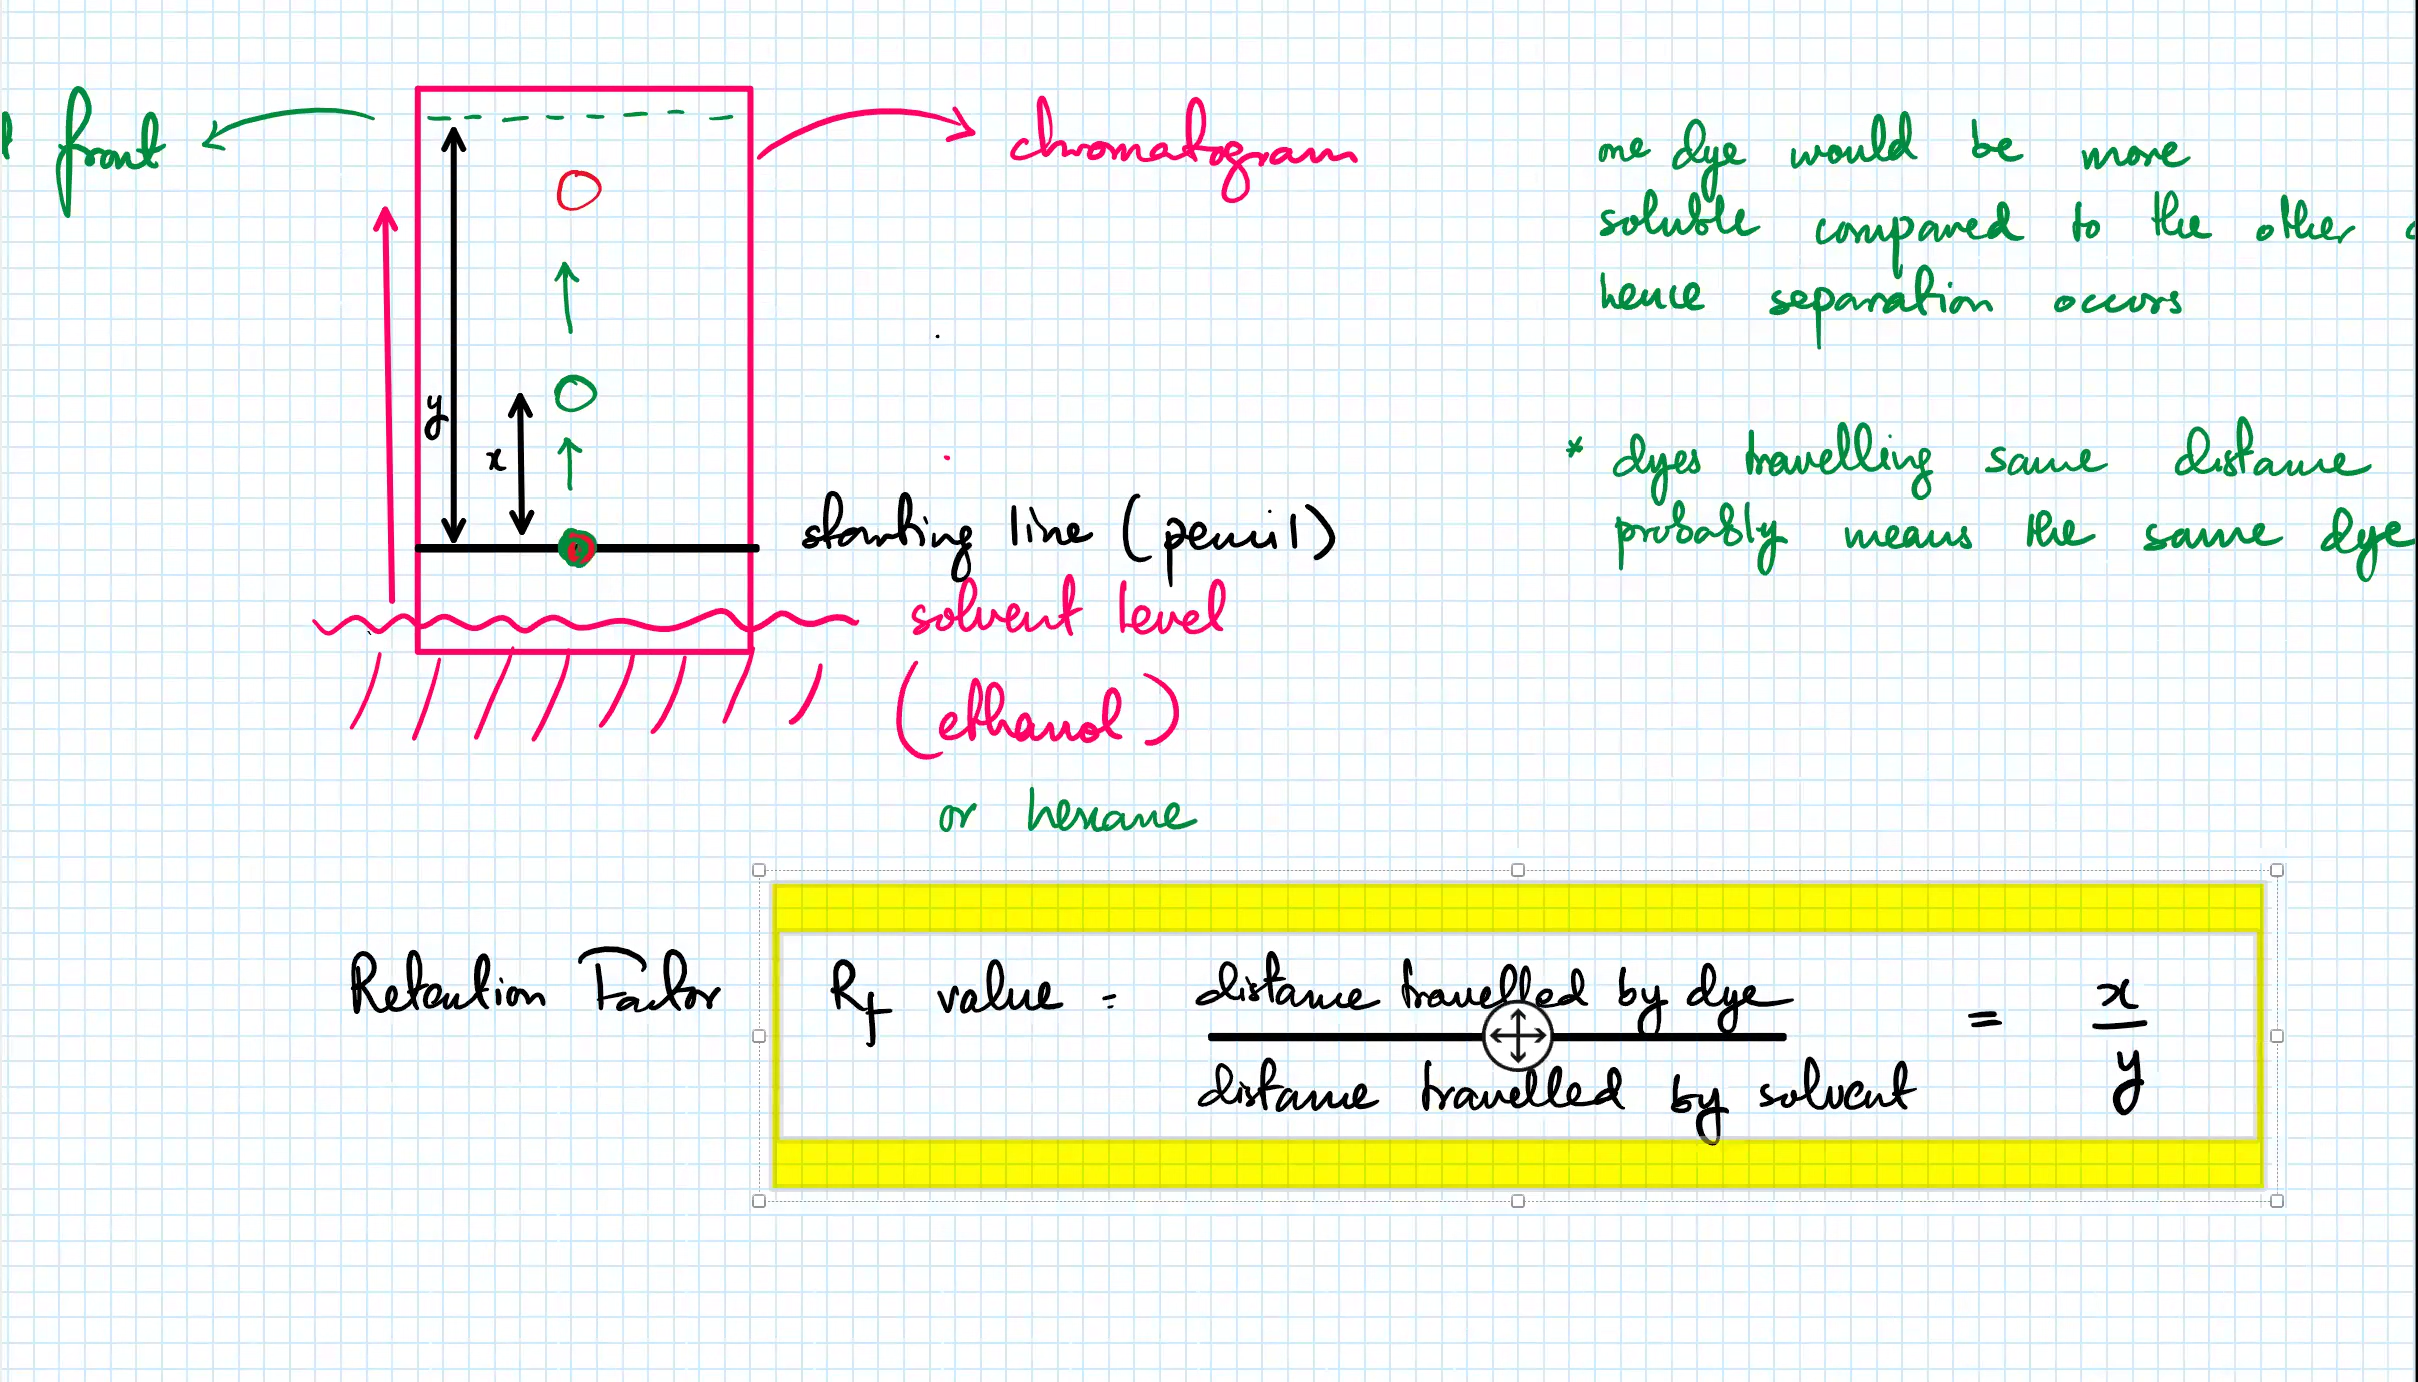 front
chromatogram
one dye would be more
soluble compared to the other
hence separation occurs
y
x
* dyes travelling same distance
probably means the same dye
starting line (pencil)
solvent level
(ethanol)
or hexane
Retention Factor
Rf value = distance travelled by dye = x
distance travelled by solvent y